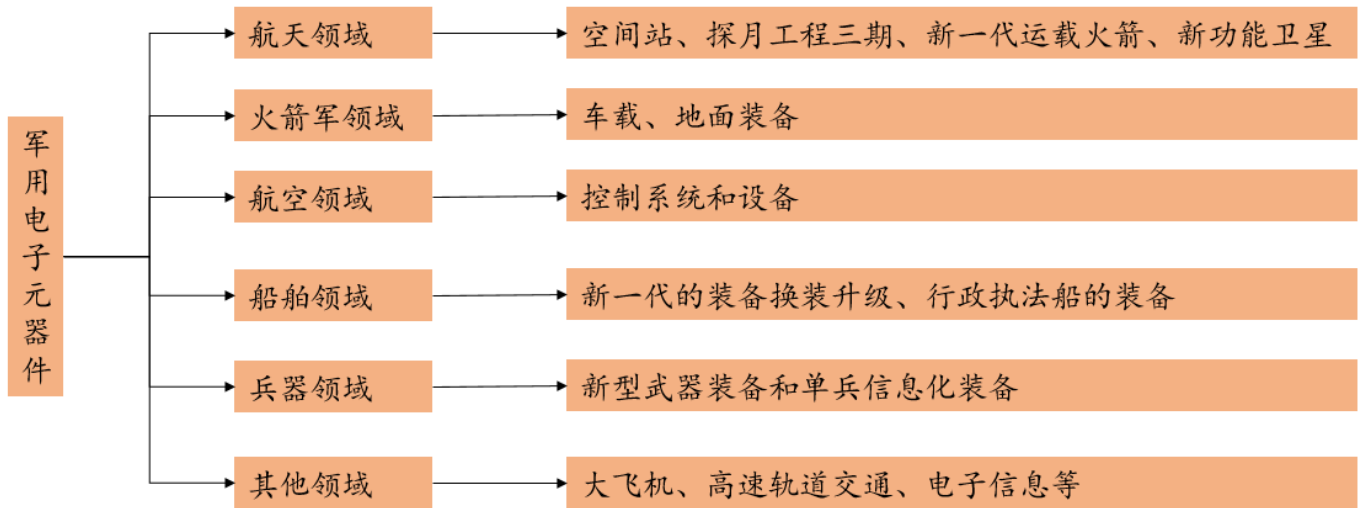 军用电子元器件
航天领域
空间站、探月工程三期、新一代运载火箭、新功能卫星
火箭军领域
车载、地面装备
航空领域
控制系统和设备
船舶领域
新一代的装备换装升级、行政执法船的装备
兵器领域
新型武器装备和单兵信息化装备
其他领域
大飞机、高速轨道交通、电子信息等